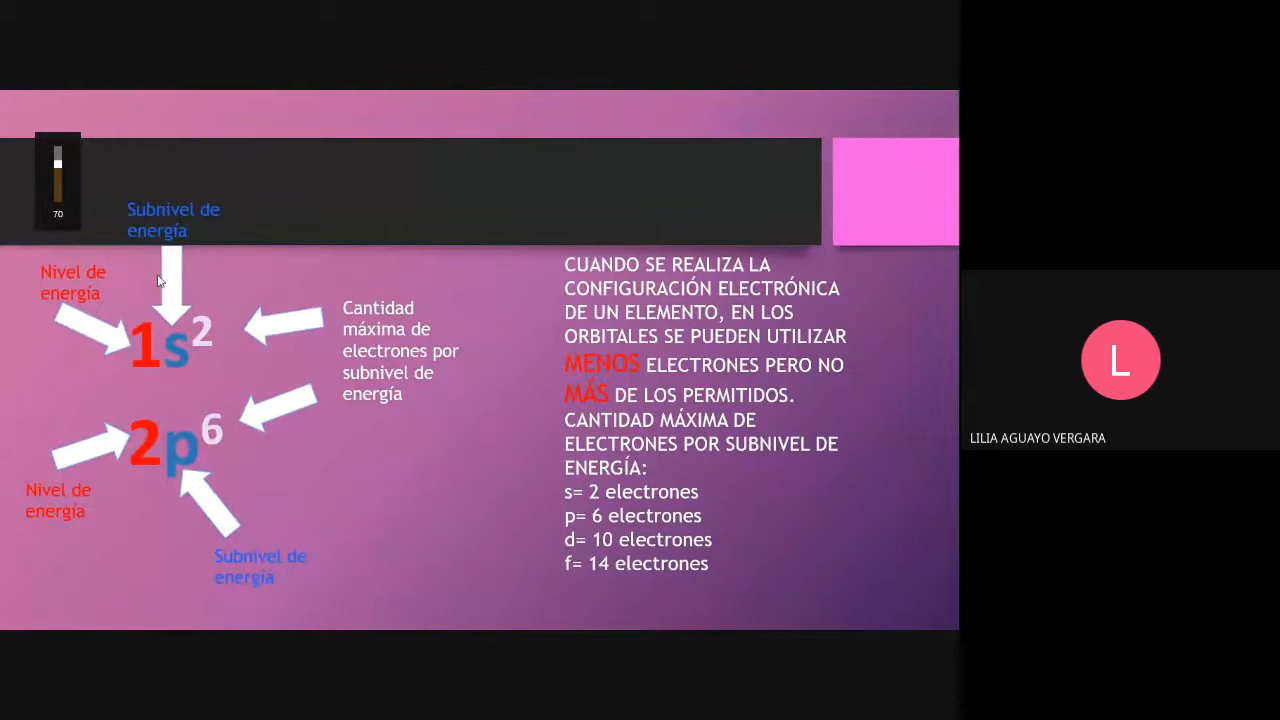 70
Subnivel de
energía
Nivel de
energía
1s2
Cantidad
máxima de
electrones por
subnivel de
energía
2p6
Nivel de
energía
Subnivel de
energía
CUANDO SE REALIZA LA
CONFIGURACIÓN ELECTRÓNICA
DE UN ELEMENTO, EN LOS
ORBITALES SE PUEDEN UTILIZAR
MENOS ELECTRONES PERO NO
MÁS DE LOS PERMITIDOS.
CANTIDAD MÁXIMA DE
ELECTRONES POR SUBNIVEL DE
ENERGÍA:
s= 2 electrones
p= 6 electrones
d= 10 electrones
f= 14 electrones
L
LILIA AGUAYO VERGARA